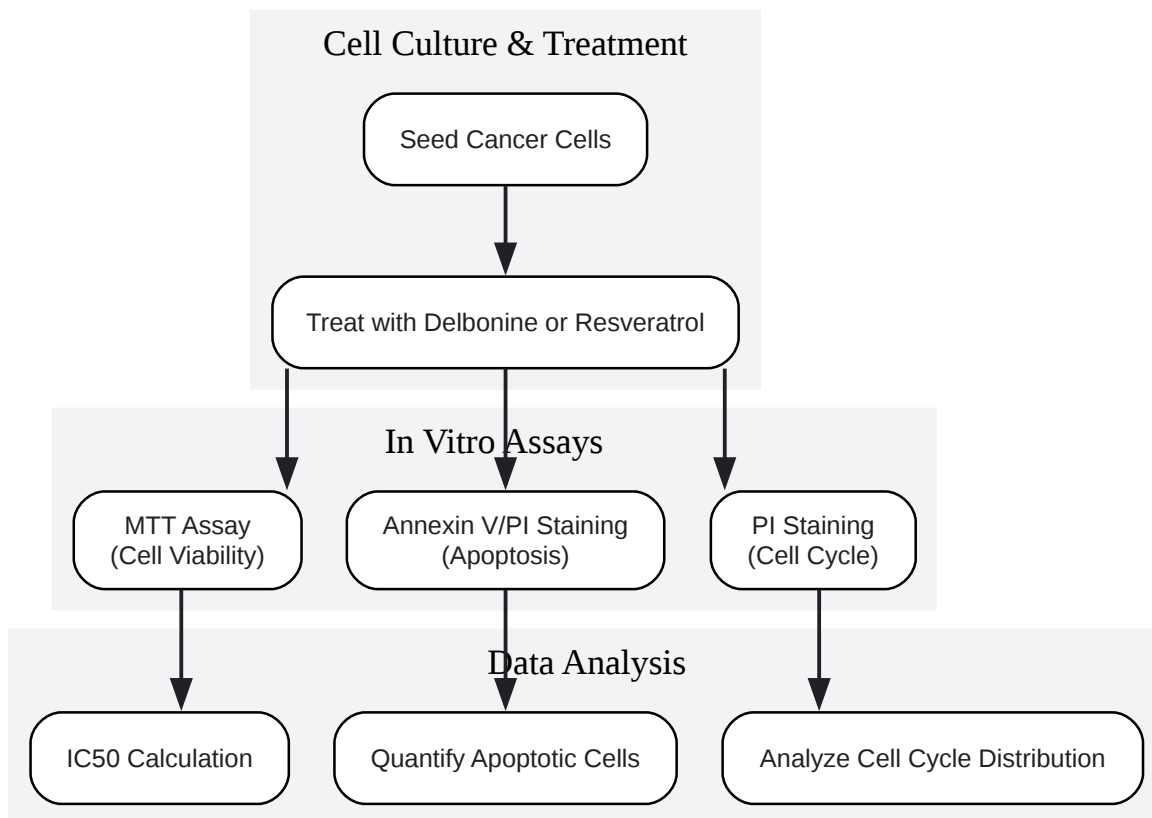 Cell Culture & Treatment
Seed Cancer Cells
Treat with Delbonine or Resveratrol
In Vitro Assays
MTT Assay
(Cell Viability)
Annexin V/PI Staining
(Apoptosis)
PI Staining
(Cell Cycle)
Data Analysis
IC50 Calculation
Quantify Apoptotic Cells
Analyze Cell Cycle Distribution